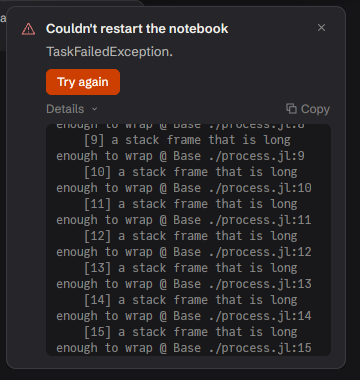 a
Couldn't restart the notebook
TaskFailedException.
Try again
Details
Copy
enough to wrap @ Base ./process.jl:8
[9] a stack frame that is long
enough to wrap @ Base ./process.jl:9
[10] a stack frame that is long
enough to wrap @ Base ./process.jl:10
[11] a stack frame that is long
enough to wrap @ Base ./process.jl:11
[12] a stack frame that is long
enough to wrap @ Base ./process.jl:12
[13] a stack frame that is long
enough to wrap @ Base ./process.jl:13
[14] a stack frame that is long
enough to wrap @ Base ./process.jl:14
[15] a stack frame that is long
enough to wrap @ Base ./process.jl:15